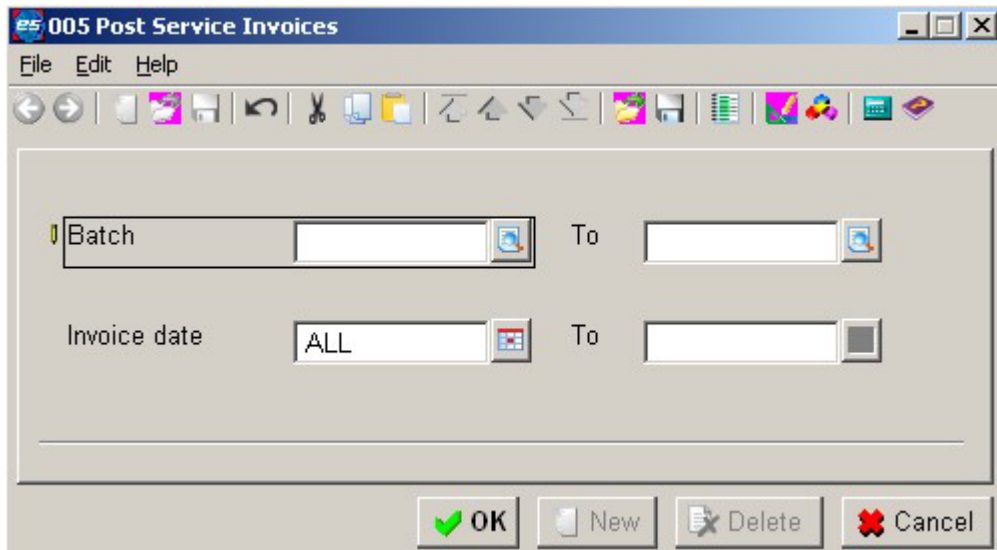 es 005 Post Service Invoices
File Edit Help
Batch To
Invoice date ALL To
OK New Delete Cancel